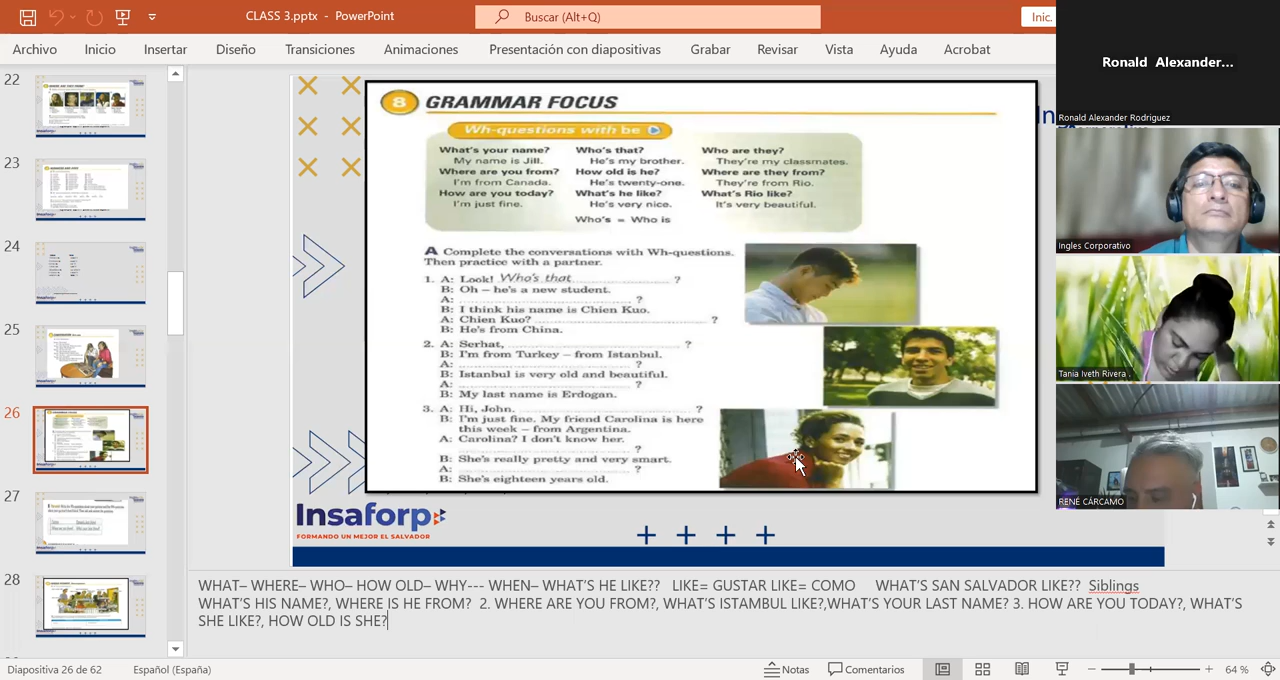 CLASS 3.pptx - PowerPoint
Buscar (Alt+Q)
Inic.
Archivo Inicio Insertar Diseño Transiciones Animaciones Presentación con diapositivas Grabar Revisar Vista Ayuda Acrobat
Ronald Alexander...
Ronald Alexander Rodriguez
Ingles Corporativo
Tania Iveth Rivera
RENÉ CÁRCAMO
22
23
24
25
26
27
28
8 GRAMMAR FOCUS
Wh-questions with be
What's your name? Who's that? Who are they?
My name is Jill. He's my brother. They're my classmates.
Where are you from? How old is he? Where are they from?
I'm from Canada. He's twenty-one. They're from Rio.
How are you today? What's he like? What's Rio like?
I'm just fine. He's very nice. It's very beautiful.
Who's = Who is
A Complete the conversations with Wh-questions.
Then practice with a partner.
1. A: Look! Who's that ?
B: Oh – he's a new student.
A: ?
B: I think his name is Chien Kuo.
A: Chien Kuo? ?
B: He's from China.
2. A: Serhat, ?
B: I'm from Turkey – from Istanbul.
A: ?
B: Istanbul is very old and beautiful.
A: ?
B: My last name is Erdogan.
3. A: Hi, John. ?
B: I'm just fine. My friend Carolina is here
this week – from Argentina.
A: Carolina? I don't know her.
?
B: She's really pretty and very smart.
A: ?
B: She's eighteen years old.
Insaforp
FORMANDO UN MEJOR EL SALVADOR
WHAT– WHERE– WHO– HOW OLD– WHY--- WHEN– WHAT'S HE LIKE?? LIKE= GUSTAR LIKE= COMO WHAT'S SAN SALVADOR LIKE?? Siblings
WHAT'S HIS NAME?, WHERE IS HE FROM? 2. WHERE ARE YOU FROM?, WHAT'S ISTAMBUL LIKE?,WHAT'S YOUR LAST NAME? 3. HOW ARE YOU TODAY?, WHAT'S
SHE LIKE?, HOW OLD IS SHE?
Diapositiva 26 de 62 Español (España) Notas Comentarios 64 %